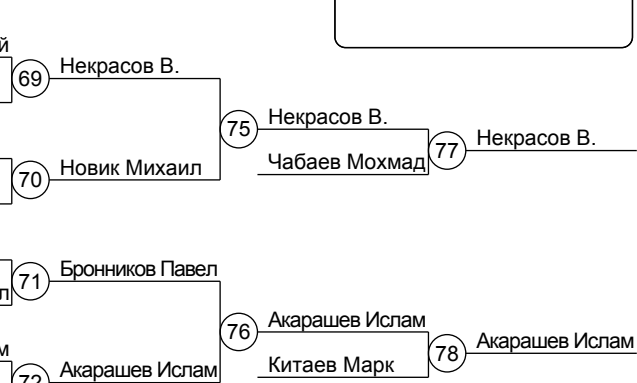 й
69
Некрасов В.
75
Некрасов В.
Чабаев Мохмад
77
Некрасов В.
70
Новик Михаил
71
Бронников Павел
л
76
Акарашев Ислам
Китаев Марк
78
Акарашев Ислам
м
72
Акарашев Ислам